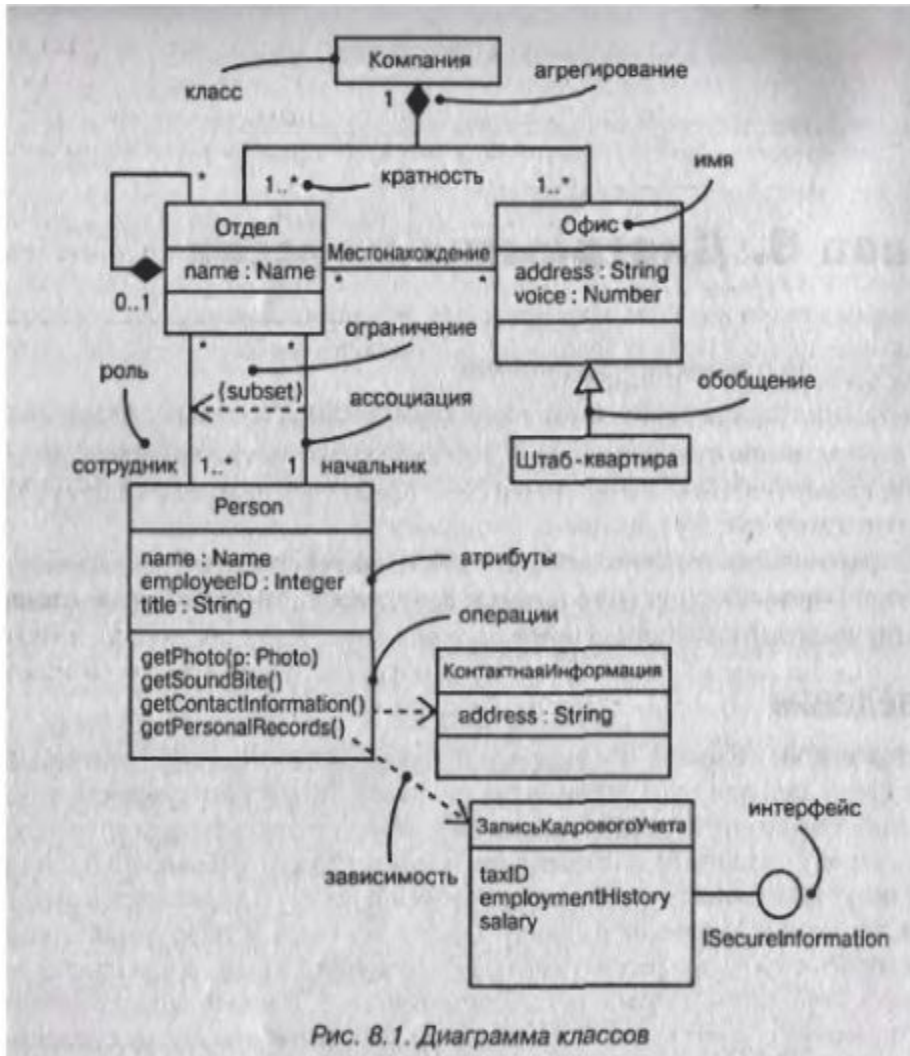 Компания
класс
1
агрегирование
*
1..*
кратность
1..*
имя
Отдел
Офис
name : Name
Местонахождение
*
*
address : String
voice : Number
0..1
*
*
ограничение
роль
{subset}
ассоциация
обобщение
сотрудник
1..*
1
начальник
Штаб-квартира
Person
name : Name
employeeID : Integer
title : String
атрибуты
операции
getPhoto(p: Photo)
getSoundBite()
getContactInformation()
getPersonalRecords()
КонтактнаяИнформация
address : String
ЗаписьКадровогоУчета
интерфейс
зависимость
taxID
employmentHistory
salary
ISecureInformation
Рис. 8.1. Диаграмма классов